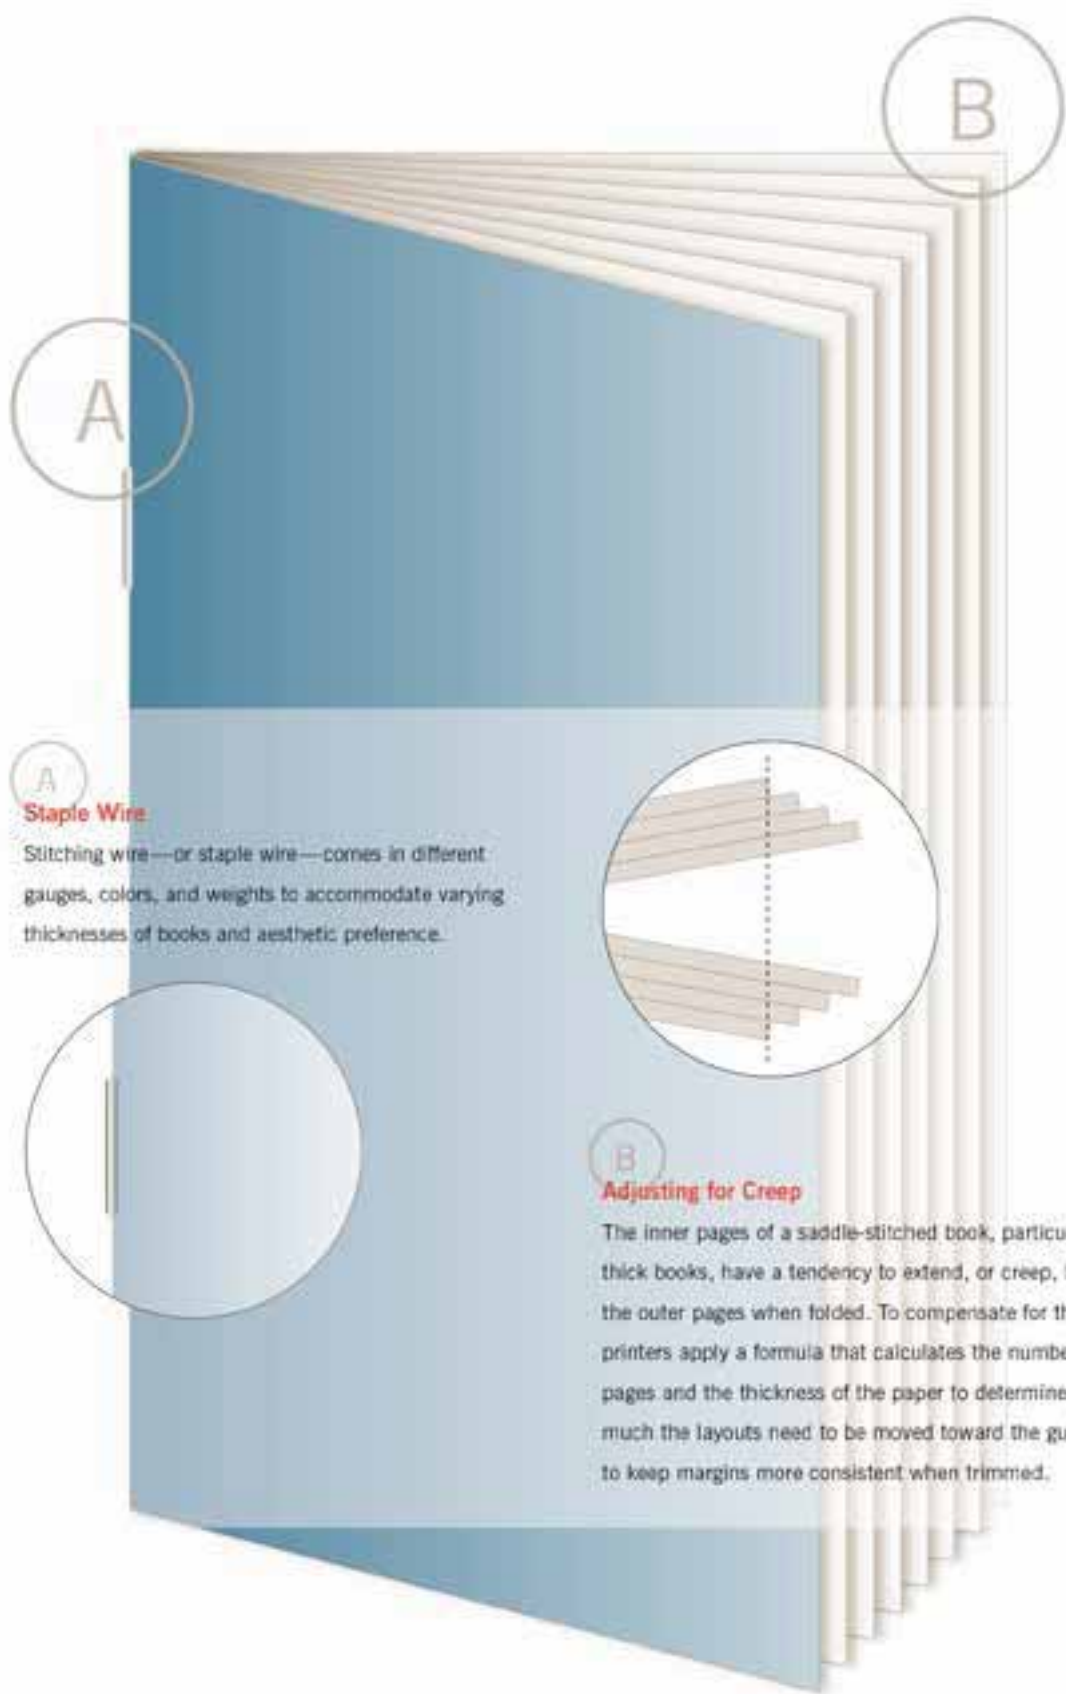 B
A
A
Staple Wire
Stitching wire—or staple wire—comes in different
gauges, colors, and weights to accommodate varying
thicknesses of books and aesthetic preference.
B
Adjusting for Creep
The inner pages of a saddle-stitched book, particu
thick books, have a tendency to extend, or creep,
the outer pages when folded. To compensate for th
printers apply a formula that calculates the numbe
pages and the thickness of the paper to determine
much the layouts need to be moved toward the gu
to keep margins more consistent when trimmed.